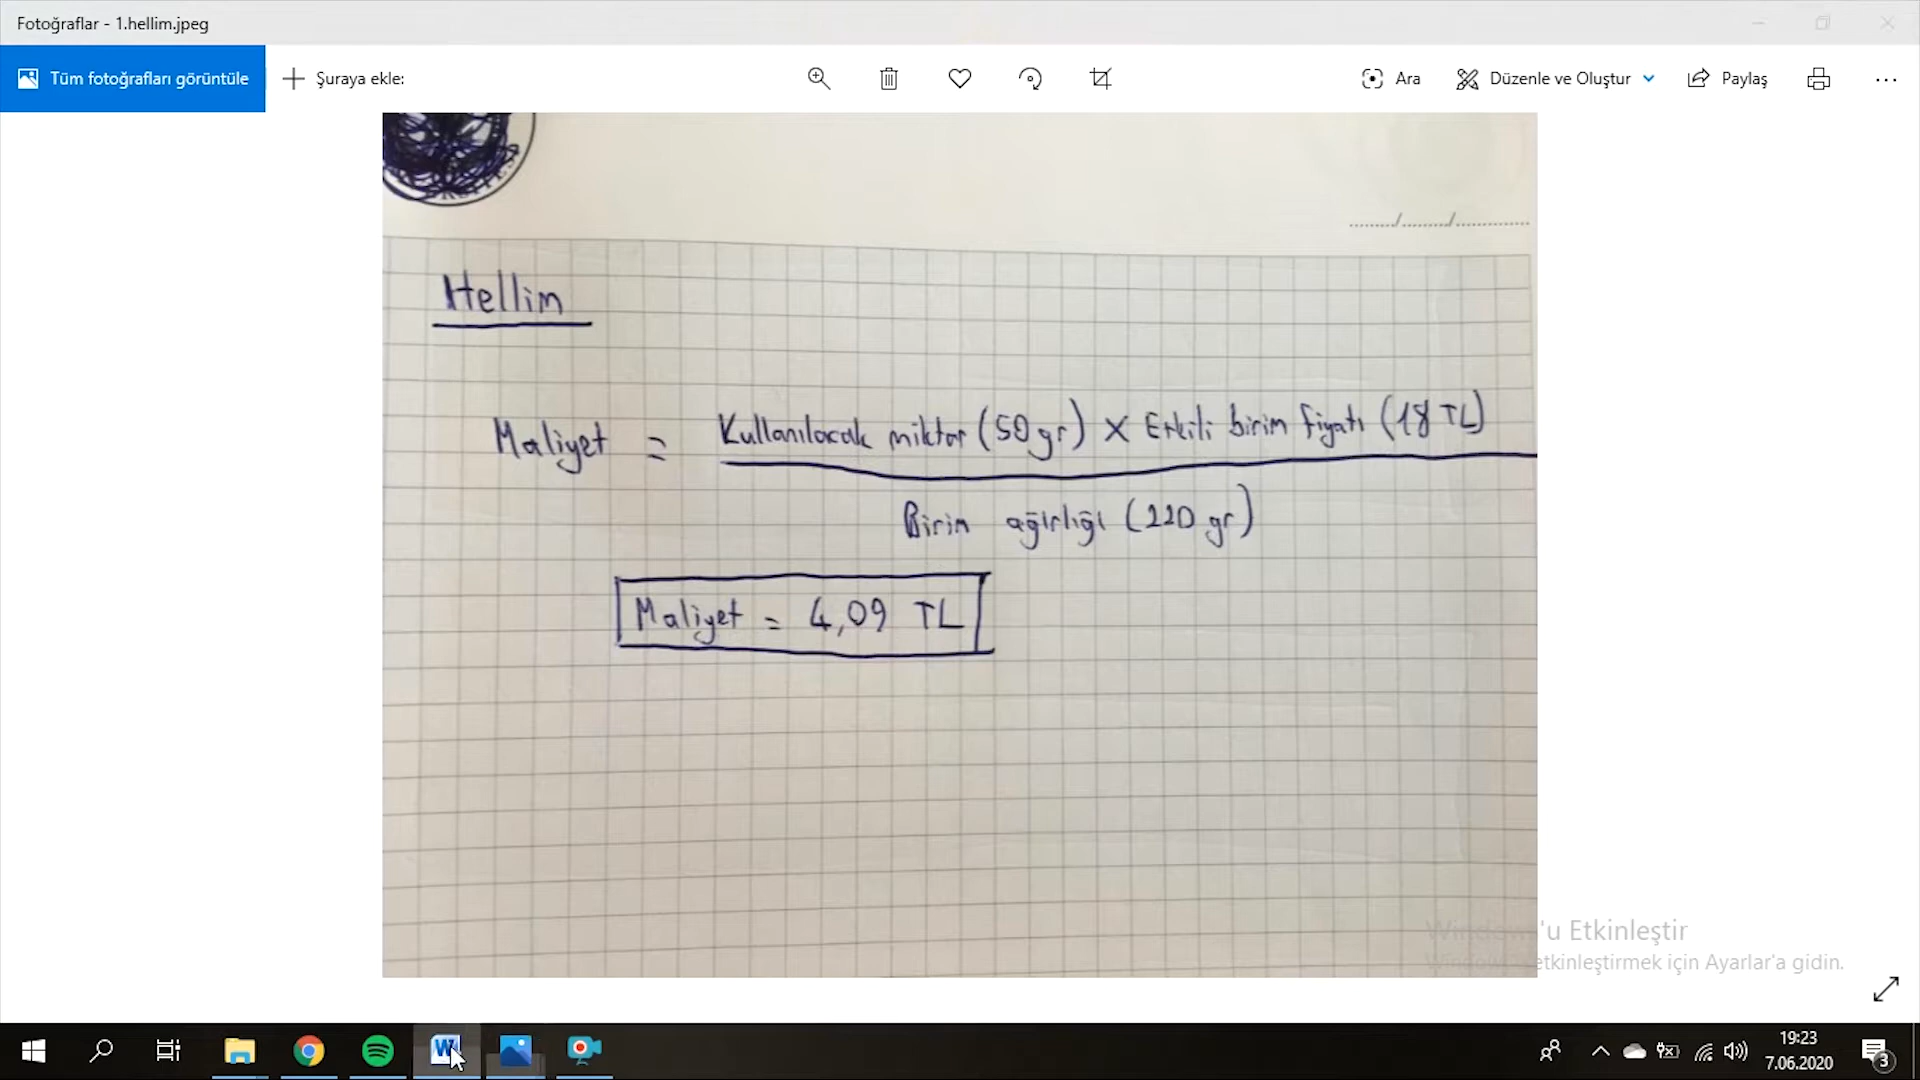 Fotoğraflar - 1.hellim.jpeg
Tüm fotoğrafları görüntüle
Şuraya ekle:
Ara
Düzenle ve Oluştur
Paylaş
...../...../..........
Hellim
Maliyet = Kullanılacak miktar (50 gr) X Etkili birim fiyatı (18 TL)
Birim ağırlığı (220 gr)
Maliyet = 4,09 TL
Windows'u Etkinleştir
etkinleştirmek için Ayarlar'a gidin.
19:23
7.06.2020
3